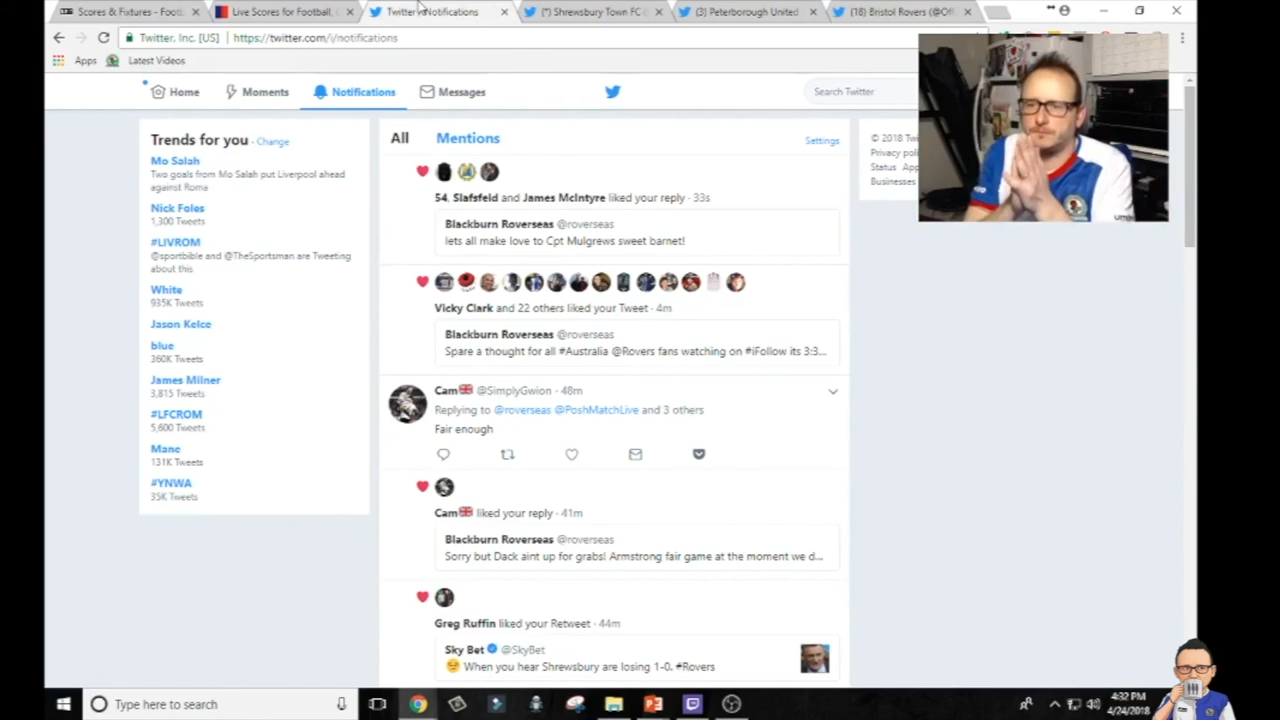 Scores & Fixtures - Footb
Live Scores for Football,
Twitter / Notifications
(*) Shrewsbury Town FC (
(3) Peterborough United
(18) Bristol Rovers (@Off
Twitter, Inc. [US]
https://twitter.com/i/notifications
Apps
Latest Videos
Home
Moments
Notifications
Messages
Search Twitter
Trends for you · Change
Mo Salah
Two goals from Mo Salah put Liverpool ahead
against Roma
Nick Foles
1,300 Tweets
#LIVROM
@sportbible and @TheSportsman are Tweeting
about this
White
935K Tweets
Jason Kelce
blue
360K Tweets
James Milner
3,815 Tweets
#LFCROM
5,600 Tweets
Mane
131K Tweets
#YNWA
35K Tweets
All
Mentions
Settings
54, Slafsfeld and James McIntyre liked your reply · 33s
Blackburn Roverseas @roverseas
lets all make love to Cpt Mulgrews sweet barnet!
Vicky Clark and 22 others liked your Tweet · 4m
Blackburn Roverseas @roverseas
Spare a thought for all #Australia @Rovers fans watching on #iFollow its 3:3...
Cam @SimplyGwion · 48m
Replying to @roverseas @PoshMatchLive and 3 others
Fair enough
Cam liked your reply · 41m
Blackburn Roverseas @roverseas
Sorry but Dack aint up for grabs! Armstrong fair game at the moment we d...
Greg Ruffin liked your Retweet · 44m
Sky Bet @SkyBet
When you hear Shrewsbury are losing 1-0. #Rovers
© 2018 Tw
Privacy poli
Status App
Businesses
Type here to search
4:32 PM
4/24/2018